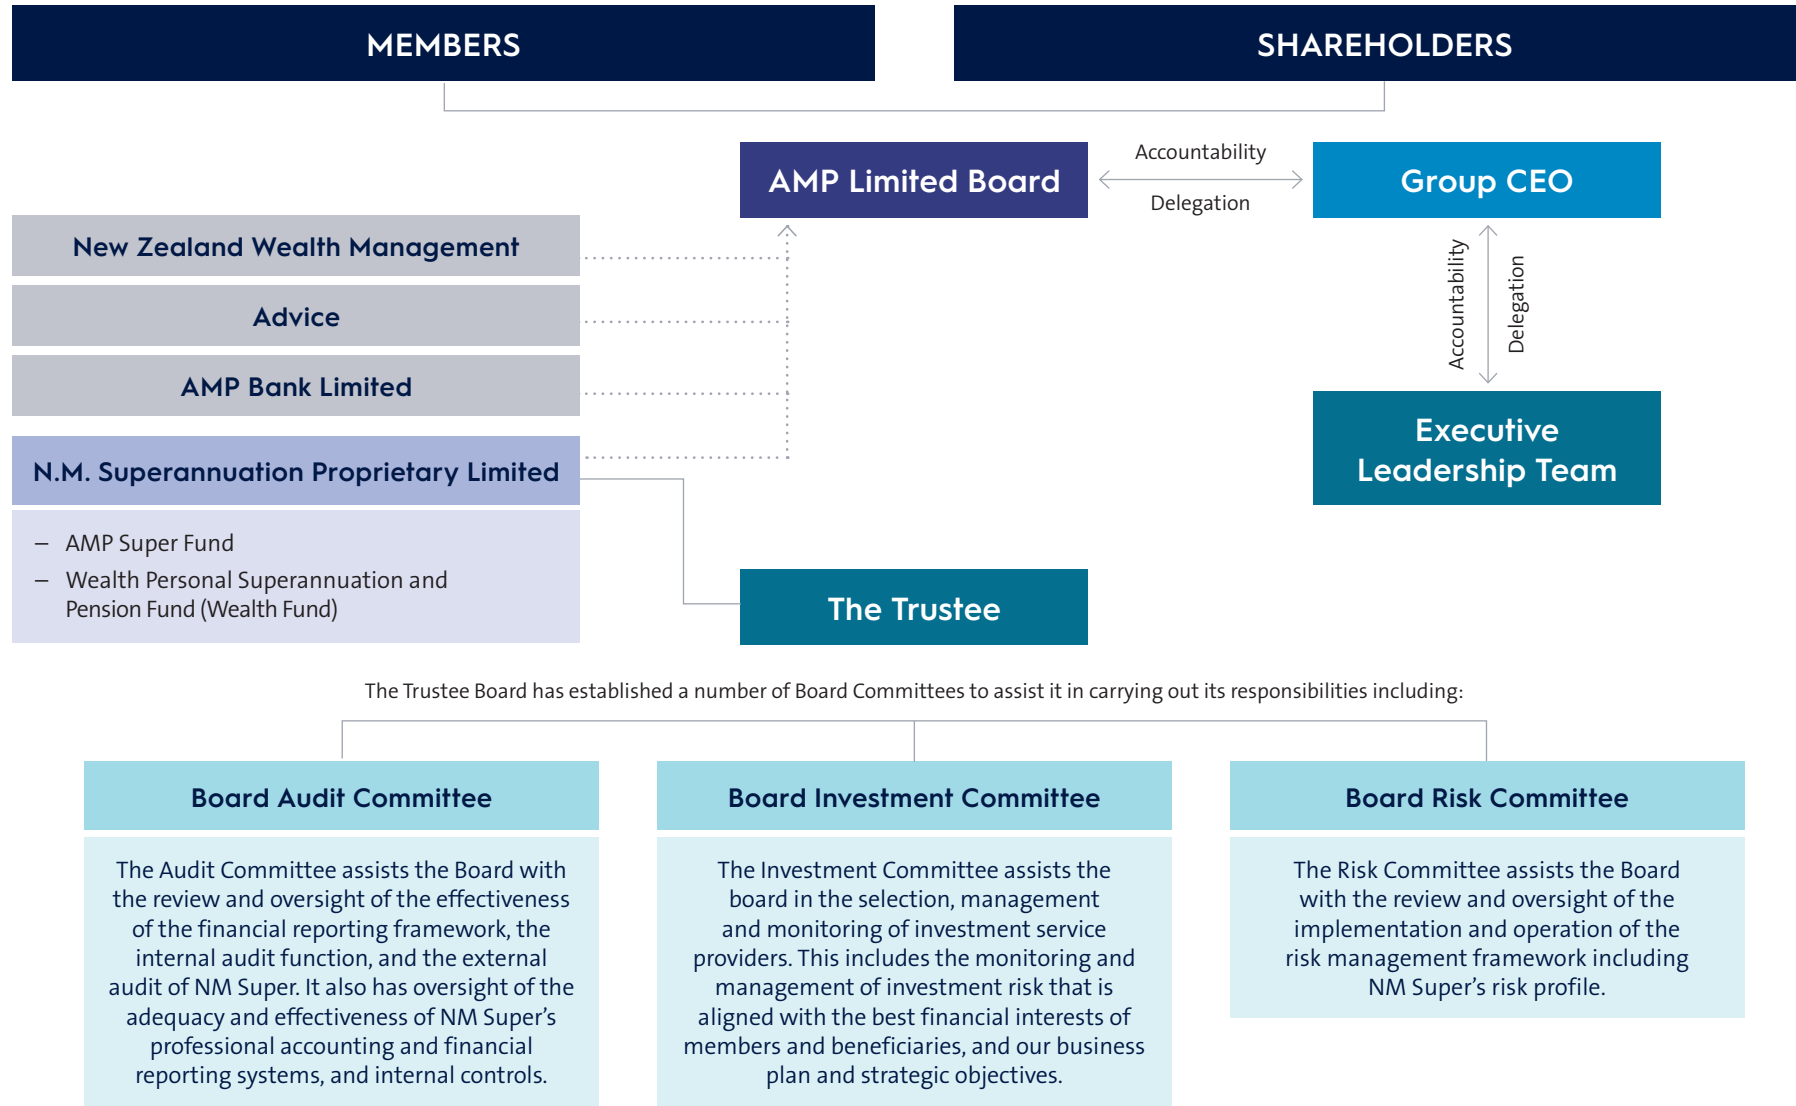 MEMBERS
SHAREHOLDERS
AMP Limited Board
Accountability
Delegation
Group CEO
Accountability
Delegation
Executive
Leadership Team
New Zealand Wealth Management
Advice
AMP Bank Limited
N.M. Superannuation Proprietary Limited
– AMP Super Fund
– Wealth Personal Superannuation and
Pension Fund (Wealth Fund)
The Trustee
The Trustee Board has established a number of Board Committees to assist it in carrying out its responsibilities including:
Board Audit Committee
The Audit Committee assists the Board with
the review and oversight of the effectiveness
of the financial reporting framework, the
internal audit function, and the external
audit of NM Super. It also has oversight of the
adequacy and effectiveness of NM Super’s
professional accounting and financial
reporting systems, and internal controls.
Board Investment Committee
The Investment Committee assists the
board in the selection, management
and monitoring of investment service
providers. This includes the monitoring and
management of investment risk that is
aligned with the best financial interests of
members and beneficiaries, and our business
plan and strategic objectives.
Board Risk Committee
The Risk Committee assists the Board
with the review and oversight of the
implementation and operation of the
risk management framework including
NM Super’s risk profile.